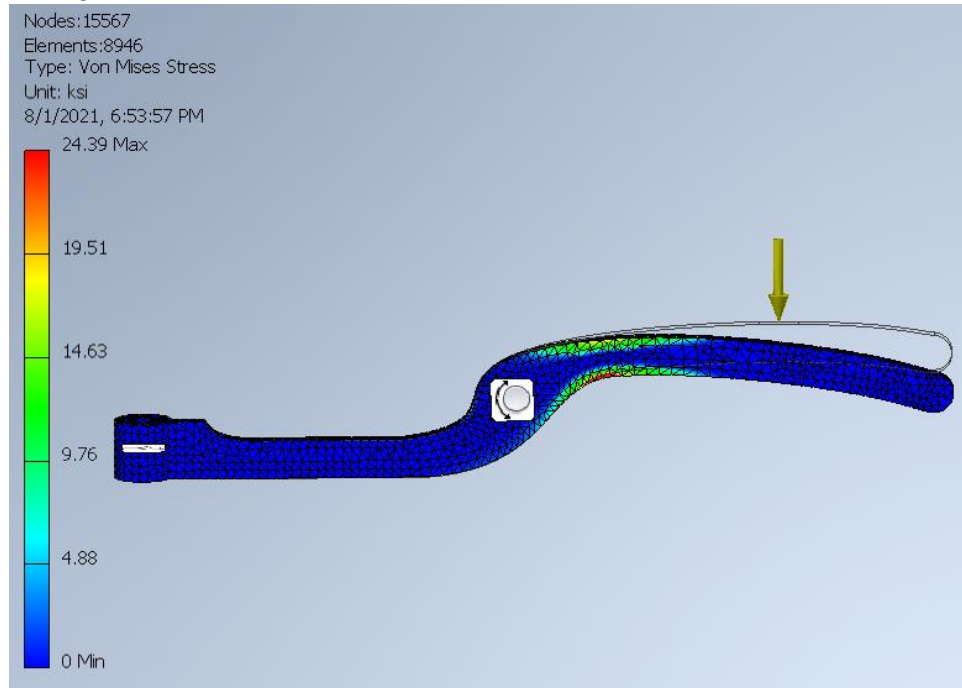 Nodes:15567
Elements:8946
Type: Von Mises Stress
Unit: ksi
8/1/2021, 6:53:57 PM
24.39 Max
19.51
14.63
9.76
4.88
0 Min